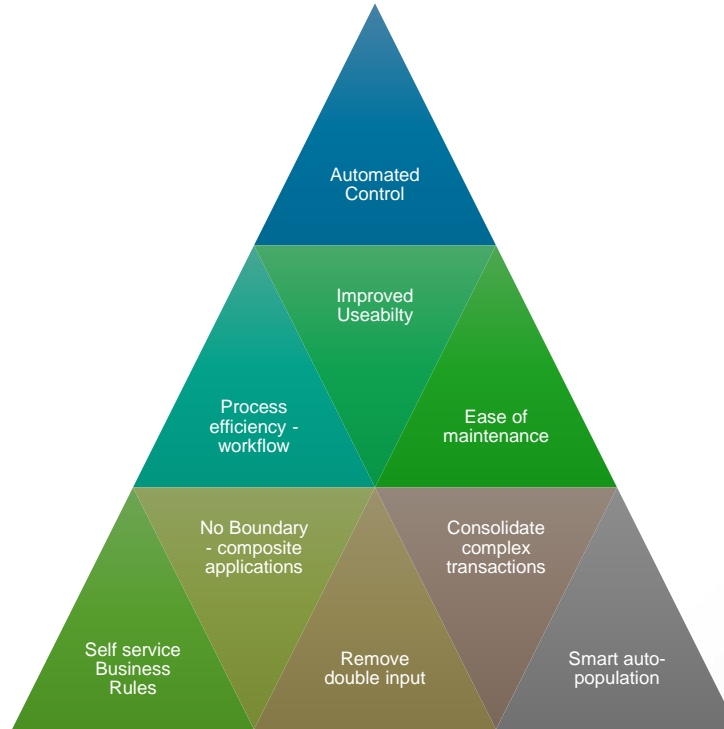 Automated
Control
Improved
Useabilty
Process
efficiency -
workflow
Ease of
maintenance
No Boundary
- composite
applications
Consolidate
complex
transactions
Self service
Business
Rules
Remove
double input
Smart auto-
population